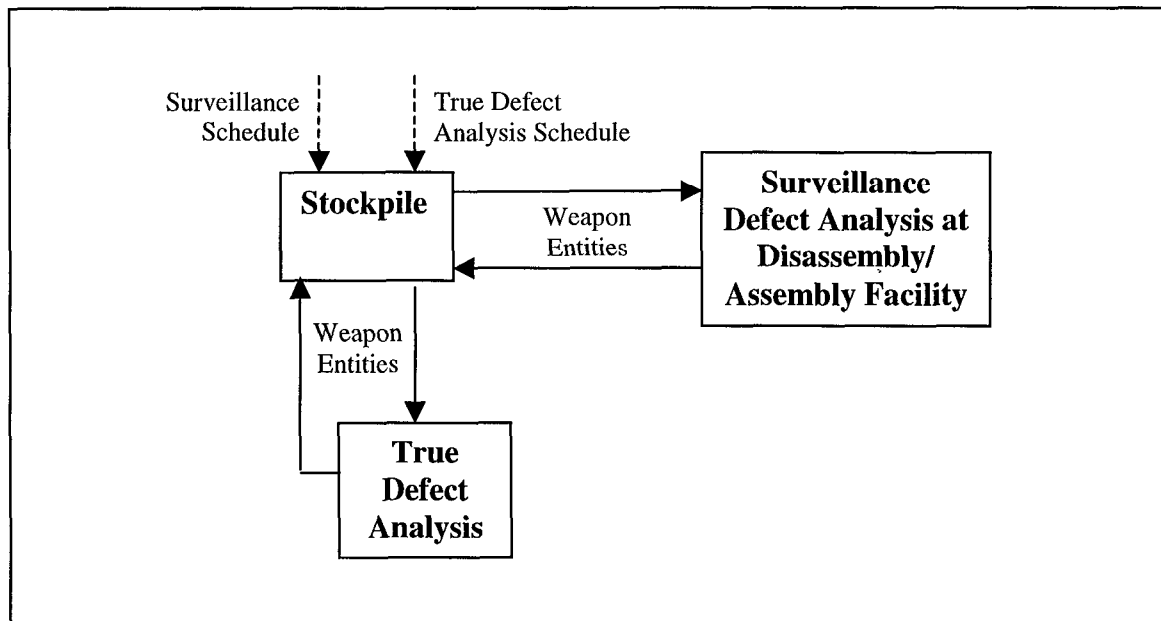 Surveillance
Schedule
True Defect
Analysis Schedule
Stockpile
Weapon
Entities
Surveillance
Defect Analysis at
Disassembly/
Assembly Facility
Weapon
Entities
True
Defect
Analysis